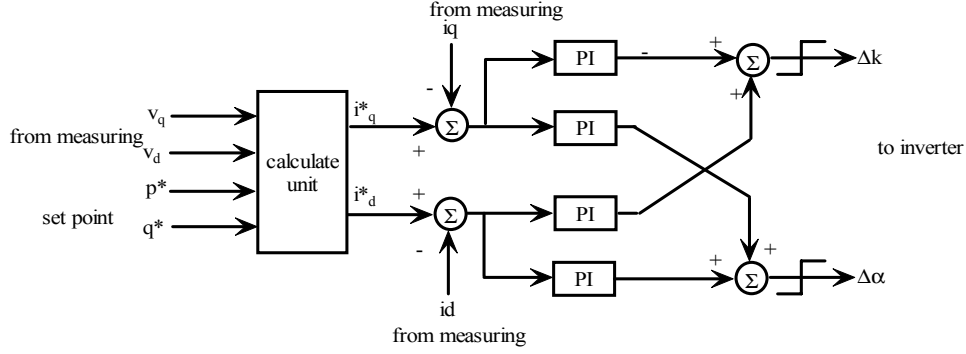 from measuring
iq
-
PI
-
+
Σ
Δk
+
v_q
i*_q
-
Σ
+
PI
from measuring
v_d
calculate
unit
to inverter
p*
i*_d
+
Σ
PI
set point
q*
-
+
+
PI
Σ
Δα
id
from measuring